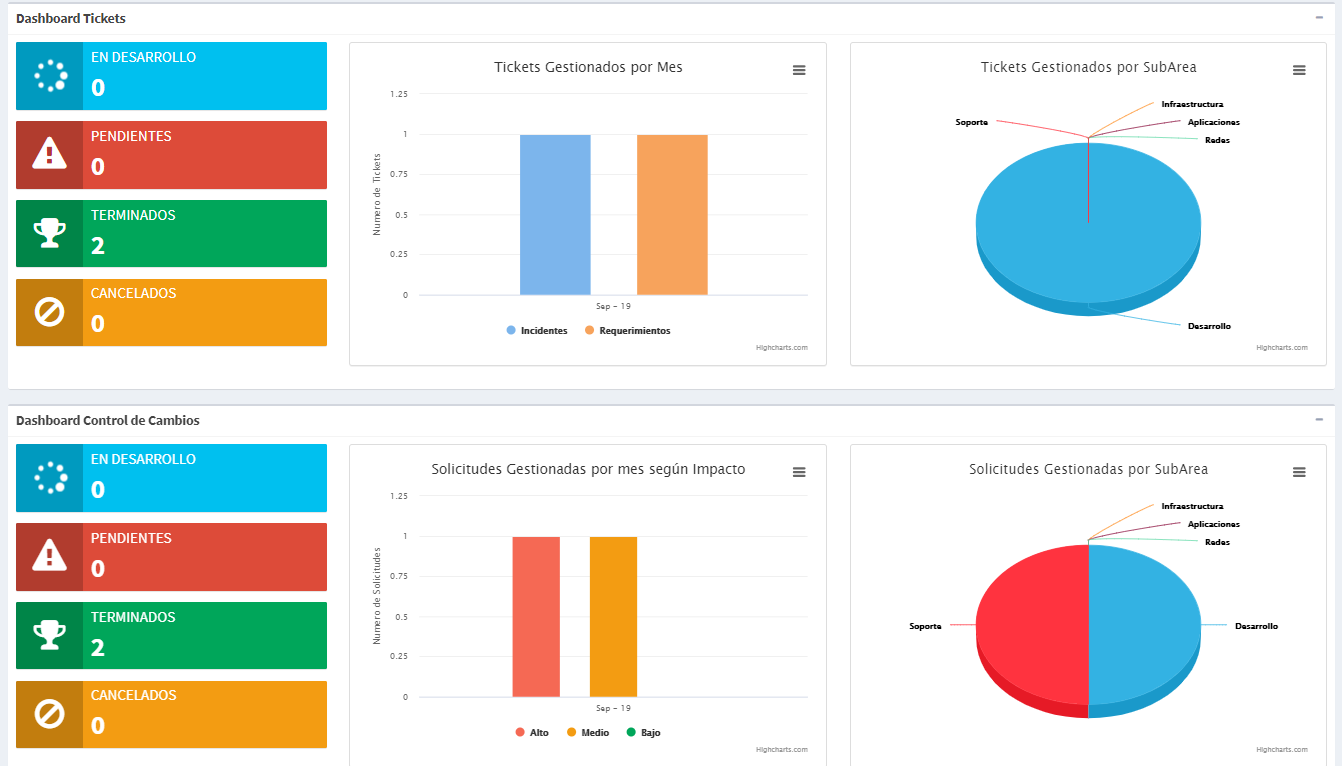 Dashboard Tickets
EN DESARROLLO
0
PENDIENTES
0
TERMINADOS
2
CANCELADOS
0
Tickets Gestionados por Mes
Numero de Tickets
1.25
1
0.75
0.5
0.25
0
Sep - 19
Incidentes Requerimientos
Highcharts.com
Tickets Gestionados por SubArea
Infraestructura
Soporte
Aplicaciones
Redes
Desarrollo
Highcharts.com
Dashboard Control de Cambios
EN DESARROLLO
0
PENDIENTES
0
TERMINADOS
2
CANCELADOS
0
Solicitudes Gestionadas por mes según Impacto
Numero de Solicitudes
1.25
1
0.75
0.5
0.25
0
Sep - 19
Alto Medio Bajo
Highcharts.com
Solicitudes Gestionadas por SubArea
Infraestructura
Aplicaciones
Redes
Soporte
Desarrollo
Highcharts.com